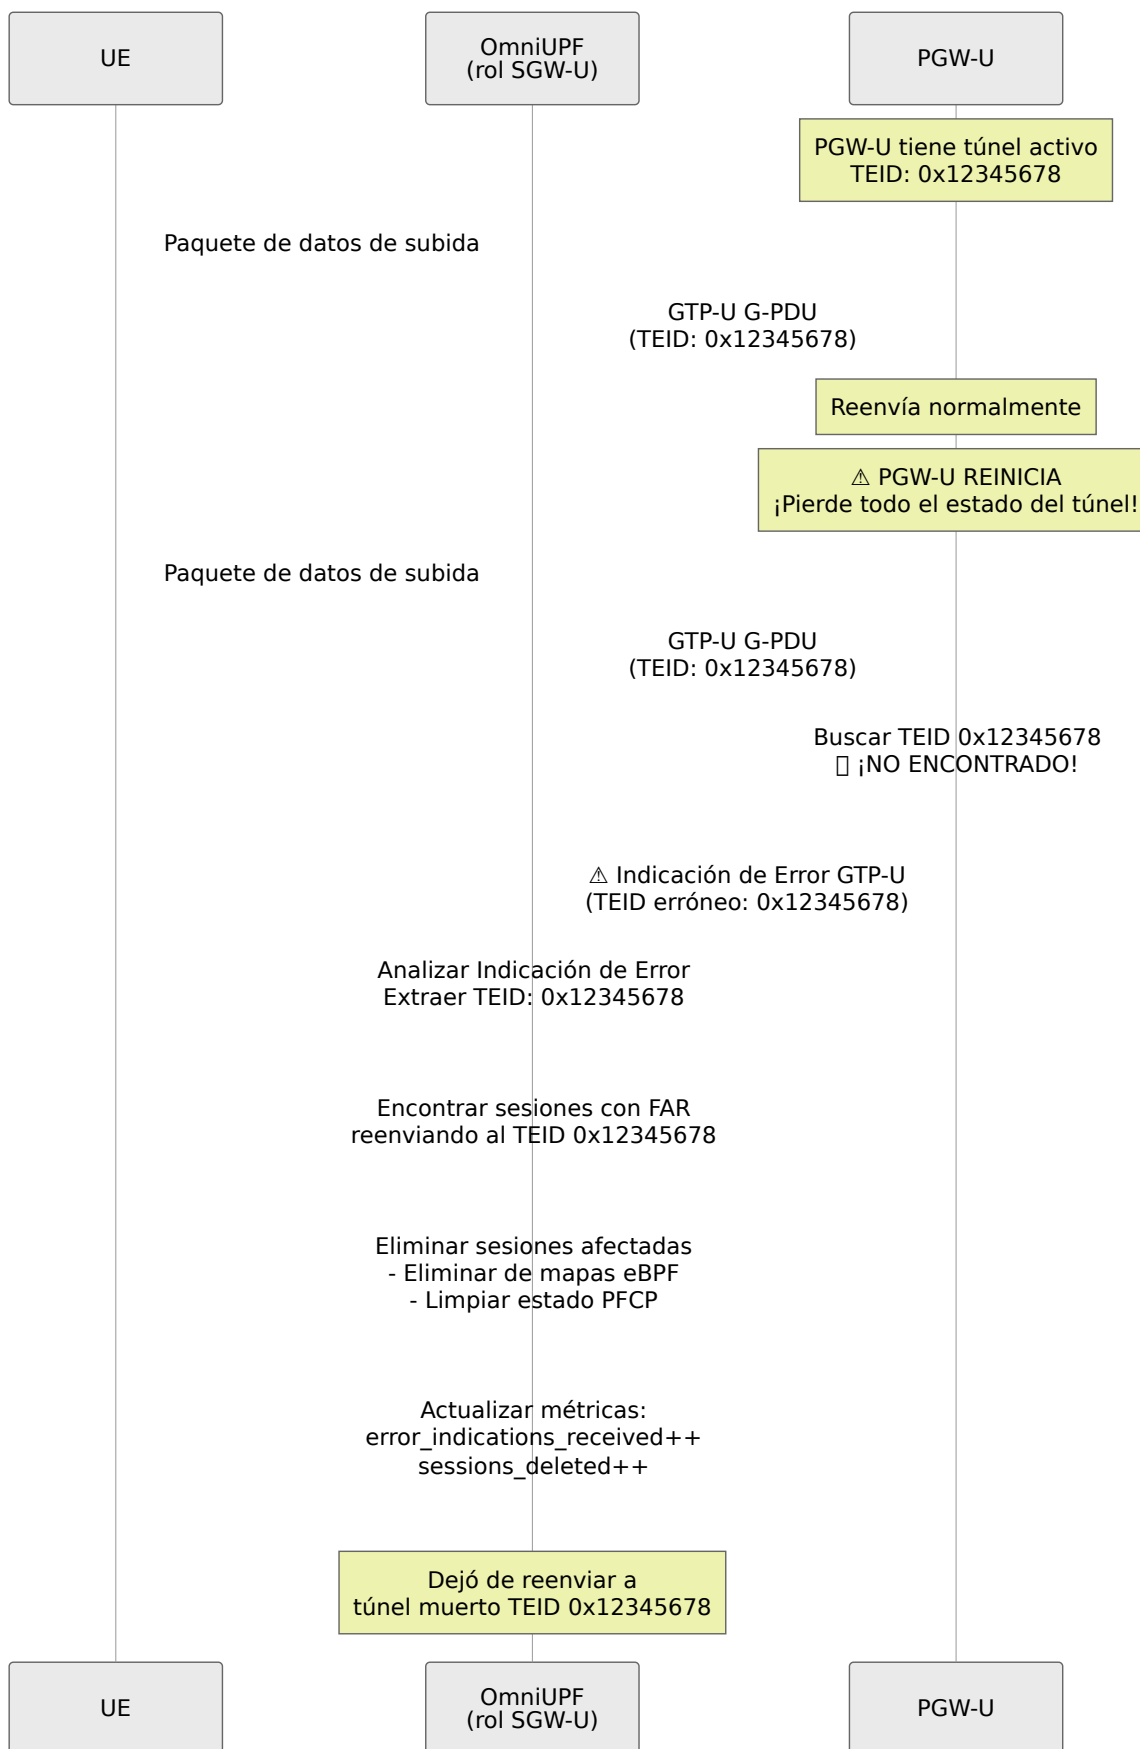 UE
OmniUPF
(rol SGW-U)
PGW-U
PGW-U tiene túnel activo
TEID: 0x12345678
Paquete de datos de subida
GTP-U G-PDU
(TEID: 0x12345678)
Reenvía normalmente
⚠ PGW-U REINICIA
¡Pierde todo el estado del túnel!
Paquete de datos de subida
GTP-U G-PDU
(TEID: 0x12345678)
Buscar TEID 0x12345678
¡NO ENCONTRADO!
⚠ Indicación de Error GTP-U
(TEID erróneo: 0x12345678)
Analizar Indicación de Error
Extraer TEID: 0x12345678
Encontrar sesiones con FAR
reenviando al TEID 0x12345678
Eliminar sesiones afectadas
- Eliminar de mapas eBPF
- Limpiar estado PFCP
Actualizar métricas:
error_indications_received++
sessions_deleted++
Dejó de reenviar a
túnel muerto TEID 0x12345678
UE
OmniUPF
(rol SGW-U)
PGW-U